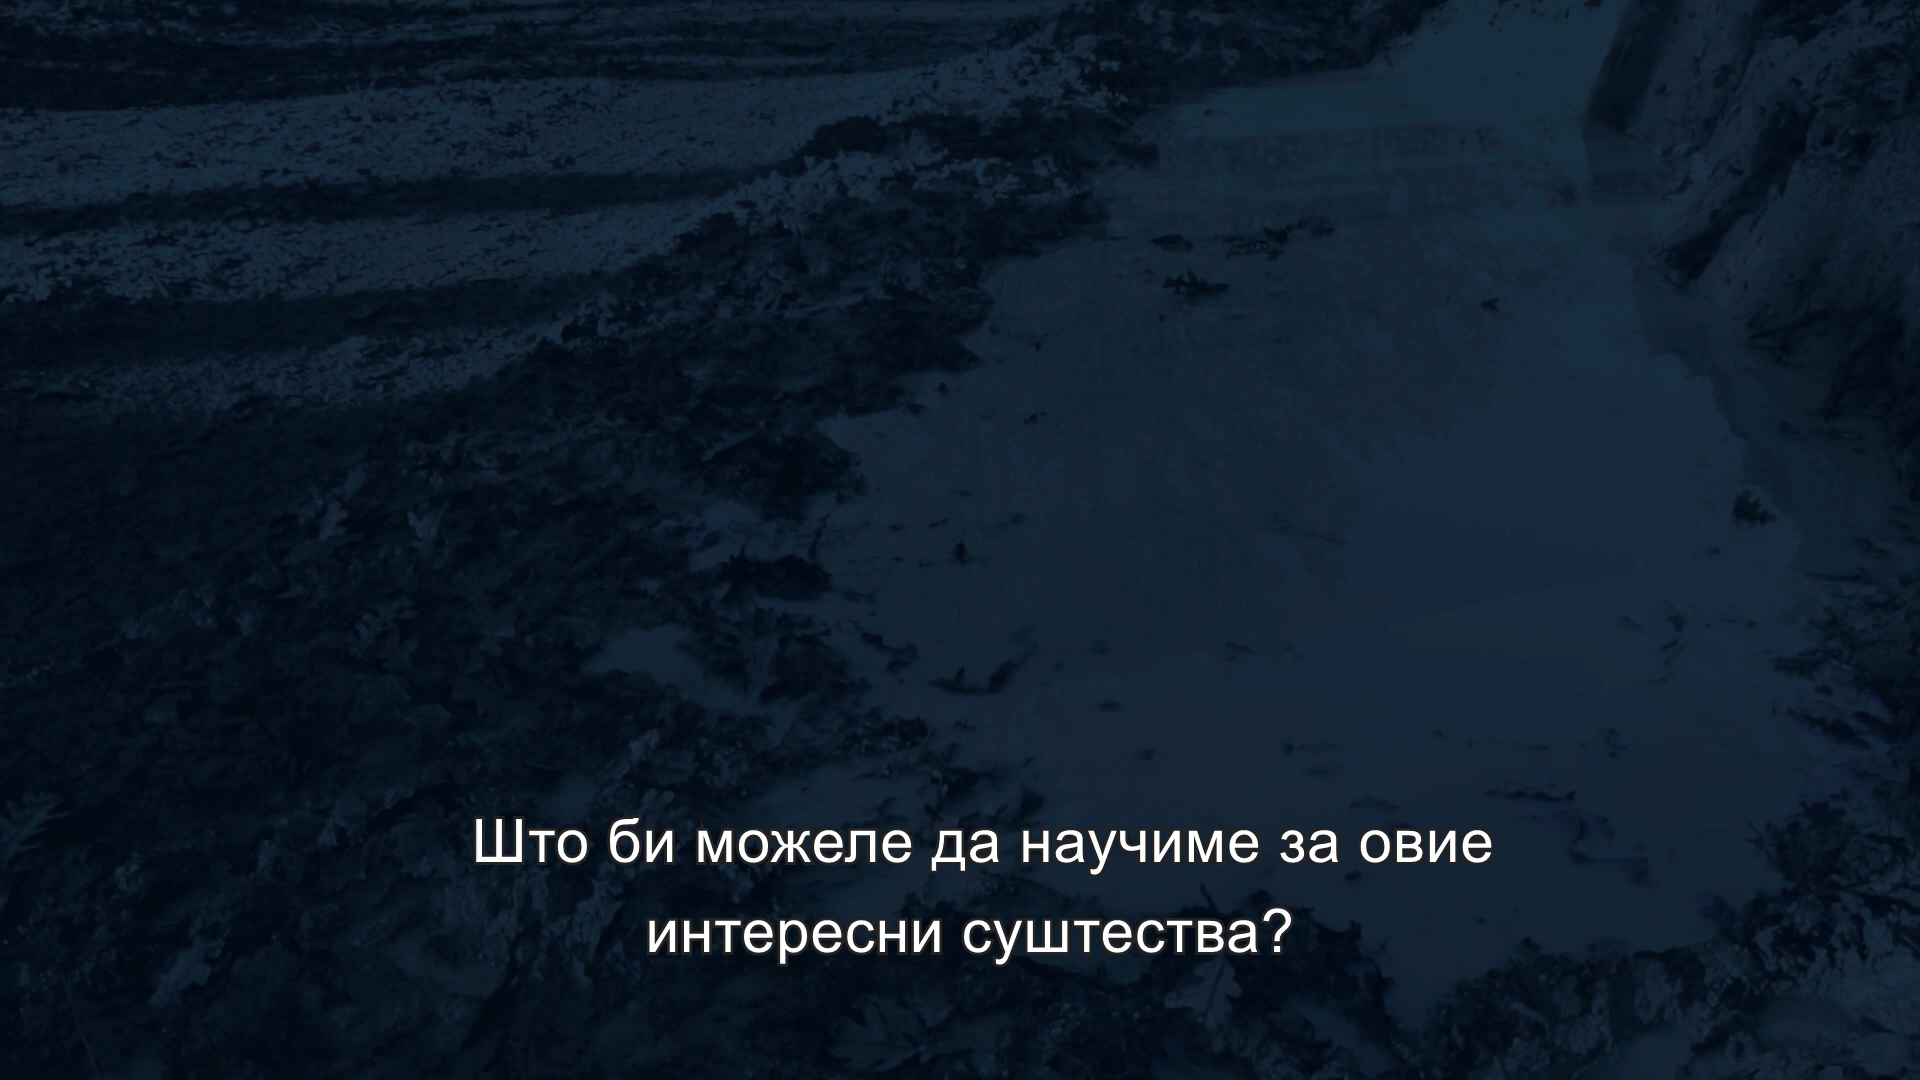 Што би можеле да научиме за овие
интересни суштества?